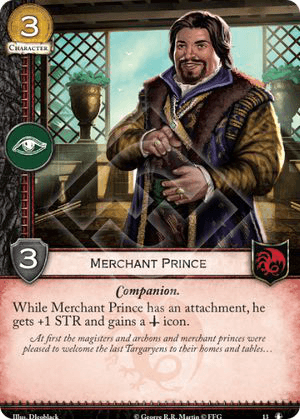 3
CHARACTER
3
MERCHANT PRINCE
Companion.
While Merchant Prince has an attachment, he
gets +1 STR and gains a icon.
At first the magisters and archons and merchant princes were
pleased to welcome the last Targaryens to their homes and tables…
Illus. Diegblack © George R.R. Martin © FFG 11